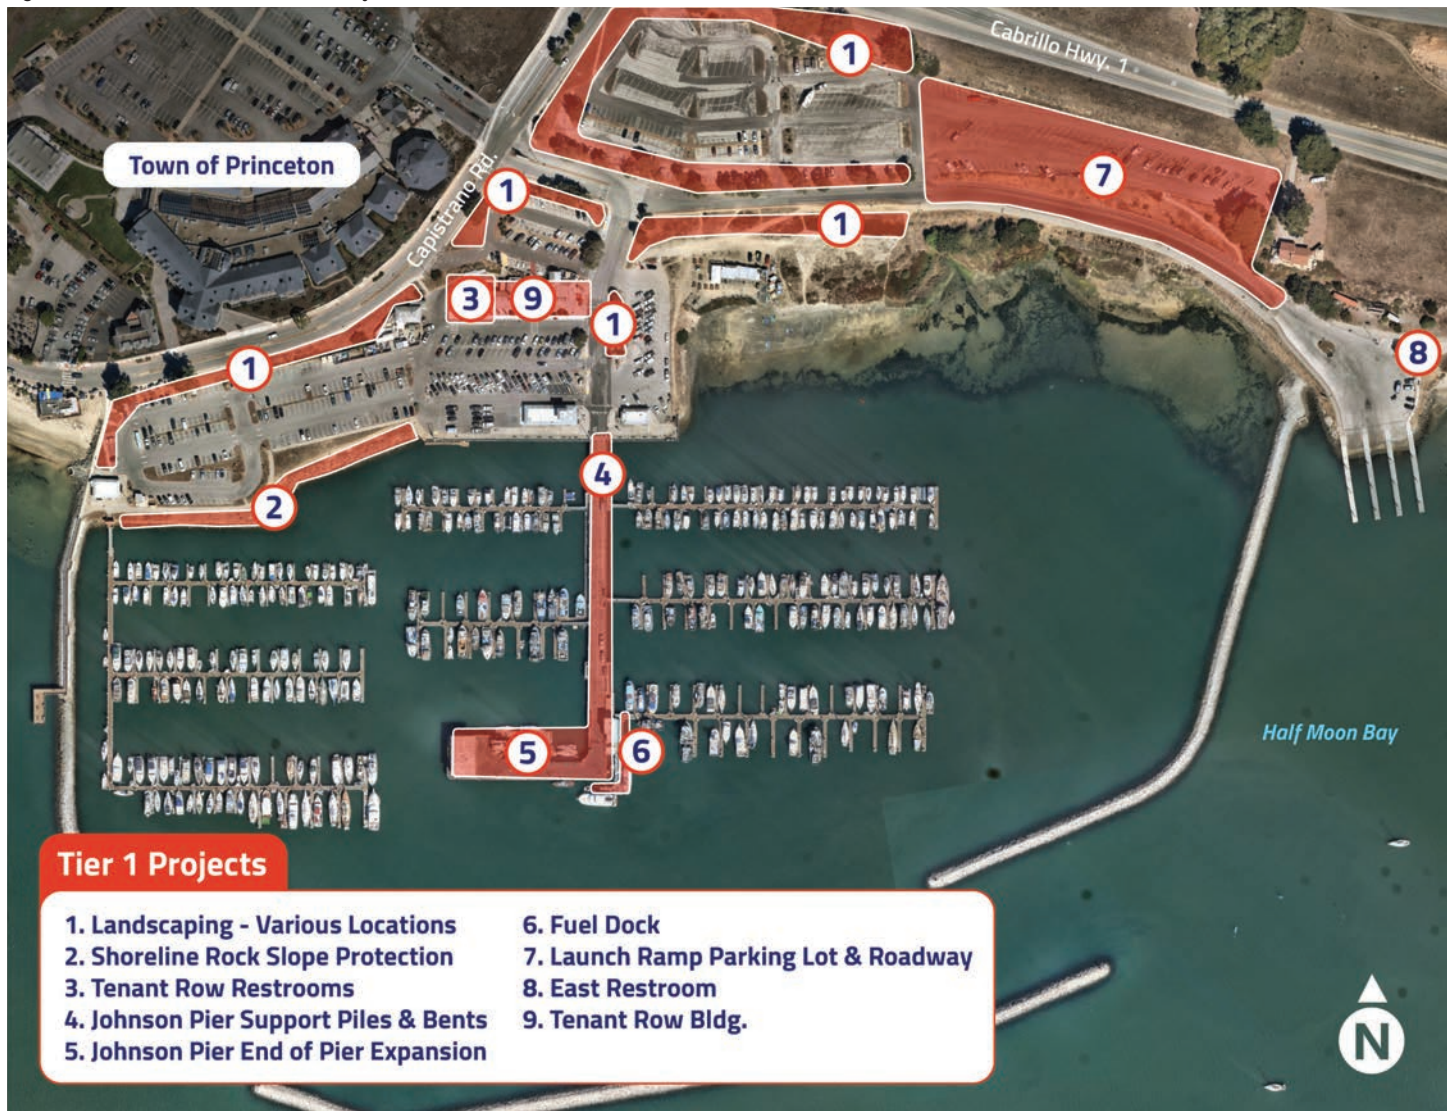 Cabrillo Hwy. 1
1
Town of Princeton
Capistrano Rd.
1
7
1
3
9
1
8
1
4
2
5
6
Half Moon Bay
Tier 1 Projects
1. Landscaping - Various Locations
2. Shoreline Rock Slope Protection
3. Tenant Row Restrooms
4. Johnson Pier Support Piles & Bents
5. Johnson Pier End of Pier Expansion
6. Fuel Dock
7. Launch Ramp Parking Lot & Roadway
8. East Restroom
9. Tenant Row Bldg.
N